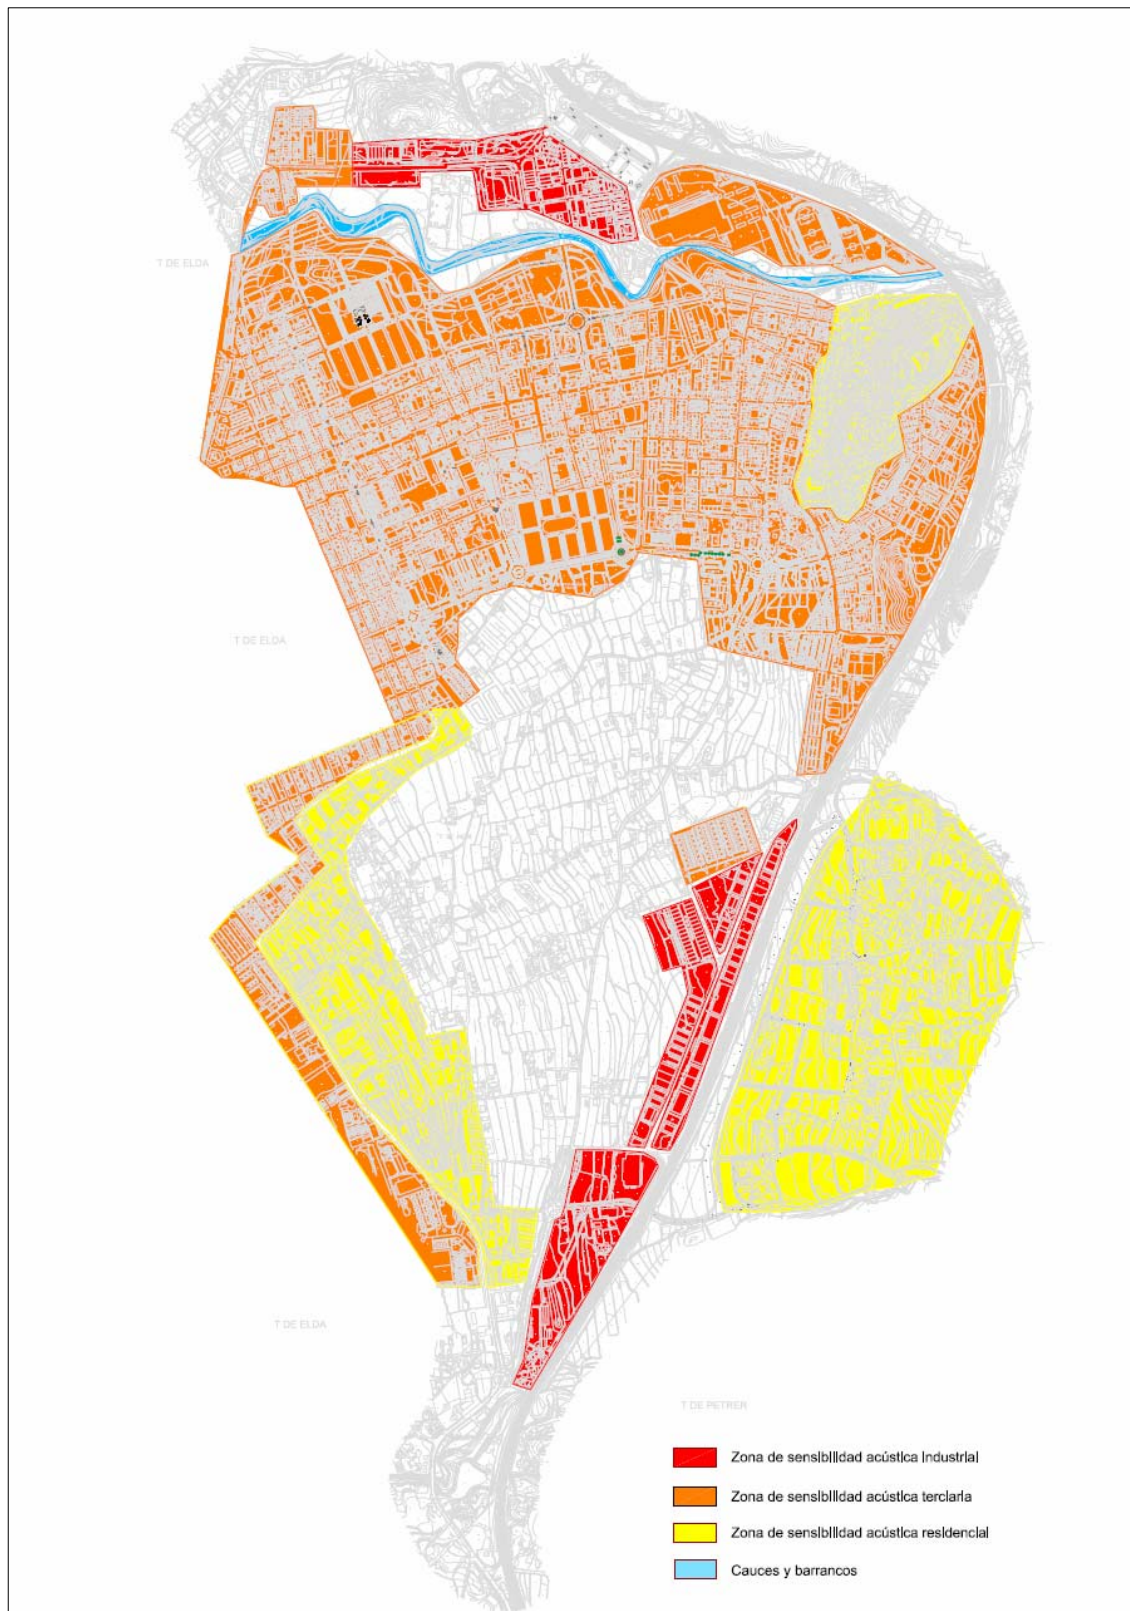 T DE ELDA
T DE ELDA
T DE ELDA
T DE PETRER
Zona de sensibilidad acústica industrial
Zona de sensibilidad acústica terciaria
Zona de sensibilidad acústica residencial
Cauces y barrancos